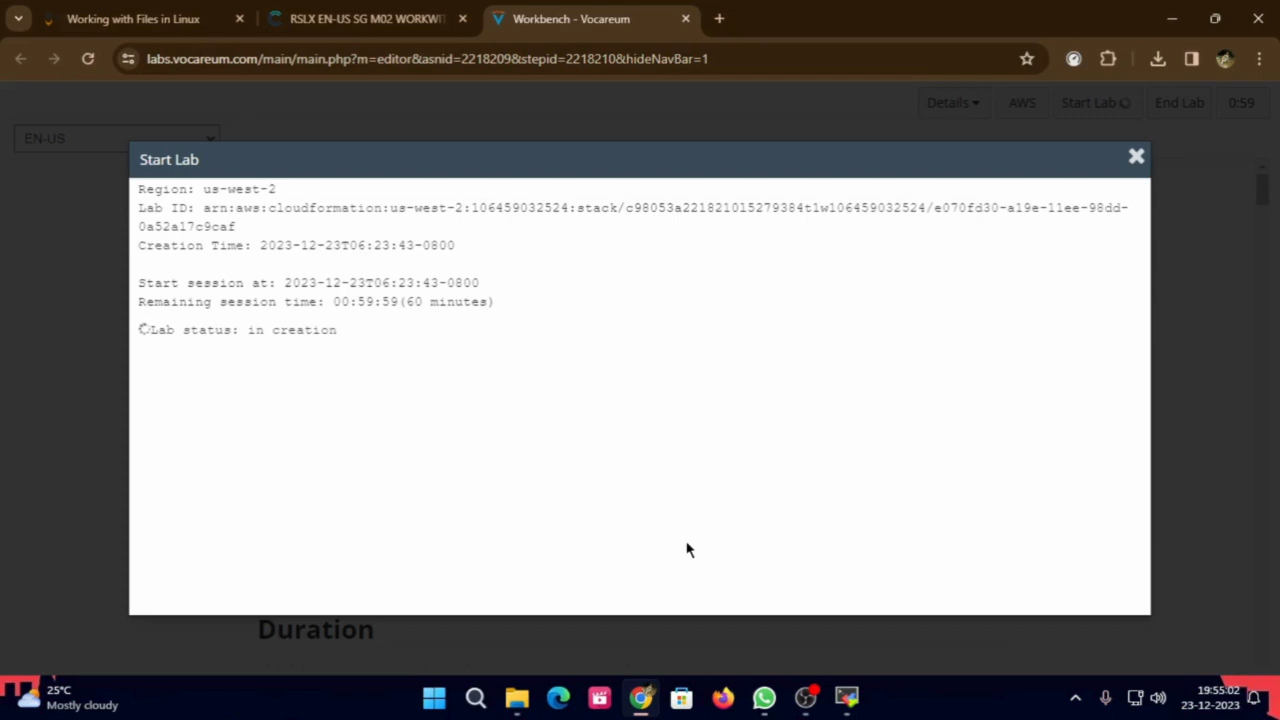 Working with Files in Linux
RSLX EN-US SG M02 WORKWI
Workbench - Vocareum
labs.vocareum.com/main/main.php?m=editor&asnid=2218209&stepid=2218210&hideNavBar=1
Details
AWS
Start Lab
End Lab
0:59
EN-US
Start Lab
Region: us-west-2
Lab ID: arn:aws:cloudformation:us-west-2:106459032524:stack/c98053a221821015279384t1w106459032524/e070fd30-a19e-11ee-98dd-
0a52a17c9caf
Creation Time: 2023-12-23T06:23:43-0800
Start session at: 2023-12-23T06:23:43-0800
Remaining session time: 00:59:59(60 minutes)
Lab status: in creation
Duration
25°C
Mostly cloudy
19:55:02
23-12-2023